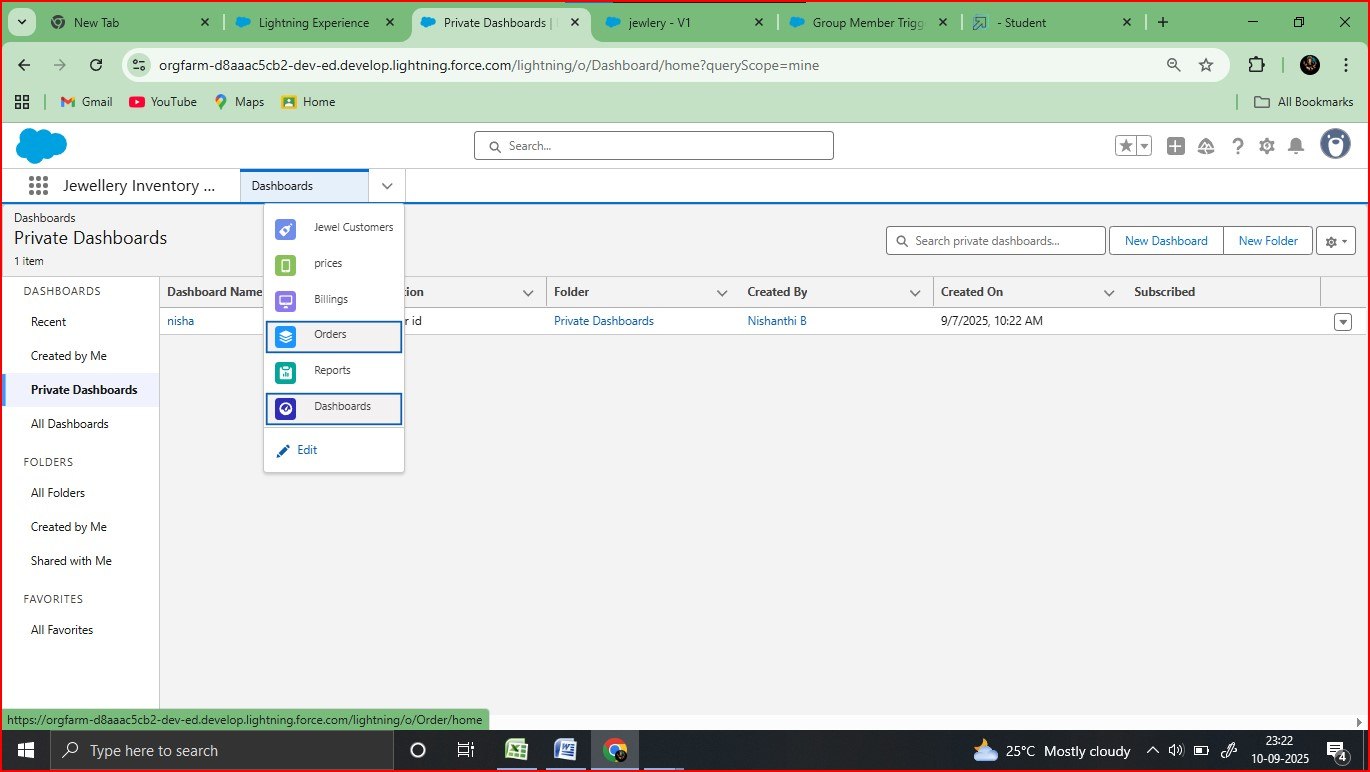 New Tab
Lightning Experience
Private Dashboards |
jewlery - V1
Group Member Trigg
- Student
orgfarm-d8aaac5cb2-dev-ed.develop.lightning.force.com/lightning/o/Dashboard/home?queryScope=mine
Gmail
YouTube
Maps
Home
All Bookmarks
Search...
Jewellery Inventory ...
Dashboards
Dashboards
Private Dashboards
1 item
Search private dashboards...
New Dashboard
New Folder
Jewel Customers
prices
Billings
Orders
Reports
Dashboards
Edit
DASHBOARDS
Recent
Created by Me
Private Dashboards
All Dashboards
FOLDERS
All Folders
Created by Me
Shared with Me
FAVORITES
All Favorites
Dashboard Name
tion
Folder
Created By
Created On
Subscribed
nisha
r id
Private Dashboards
Nishanthi B
9/7/2025, 10:22 AM
https://orgfarm-d8aaac5cb2-dev-ed.develop.lightning.force.com/lightning/o/Order/home
Type here to search
25°C Mostly cloudy
23:22
10-09-2025
4